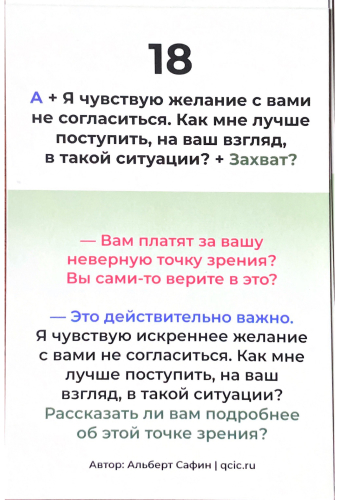 18
А + Я чувствую желание с вами
не согласиться. Как мне лучше
поступить, на ваш взгляд,
в такой ситуации? + Захват?
— Вам платят за вашу
неверную точку зрения?
Вы сами-то верите в это?
— Это действительно важно.
Я чувствую искреннее желание
с вами не согласиться. Как мне
лучше поступить, на ваш
взгляд, в такой ситуации?
Рассказать ли вам подробнее
об этой точке зрения?
Автор: Альберт Сафин | qcic.ru